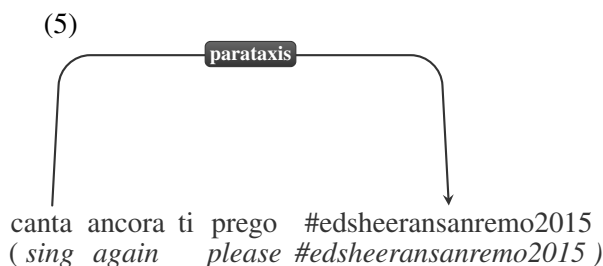 (5)
parataxis
canta ancora ti prego #edsheeransanremo2015
( sing again please #edsheeransanremo2015 )